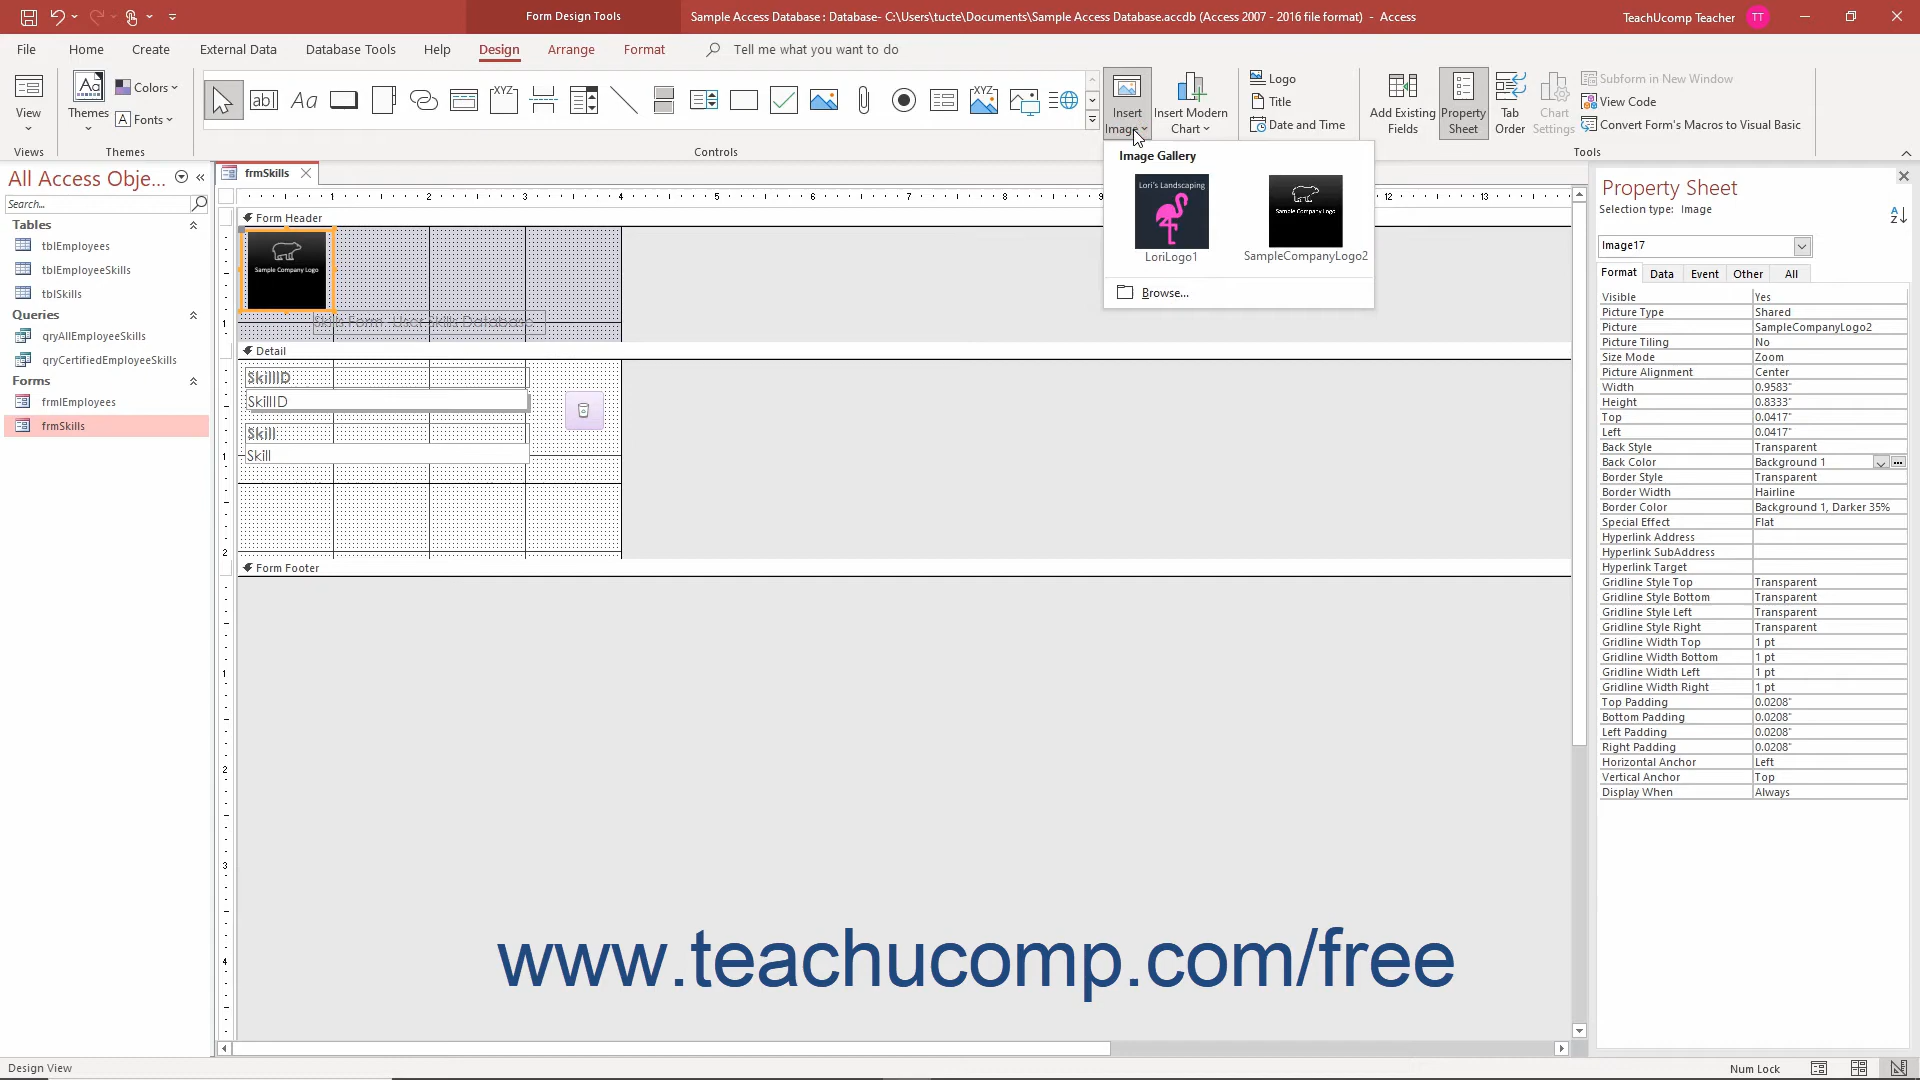 Form Design Tools
Sample Access Database : Database- C:\Users\tucte\Documents\Sample Access Database.accdb (Access 2007 - 2016 file format)  -  Access
TeachUcomp Teacher
TT
File
Home
Create
External Data
Database Tools
Help
Design
Arrange
Format
Tell me what you want to do
View
Views
Themes
Colors
Fonts
Themes
Controls
Insert
Image
Insert Modern
Chart
Logo
Title
Date and Time
Add Existing
Fields
Property
Sheet
Tab
Order
Chart
Settings
Subform in New Window
View Code
Convert Form's Macros to Visual Basic
Tools
All Access Obje...
Search...
Tables
tblEmployees
tblEmployeeSkills
tblSkills
Queries
qryAllEmployeeSkills
qryCertifiedEmployeeSkills
Forms
frmlEmployees
frmSkills
frmSkills
Form Header
Sample Company Logo
Skills Form- User Skills Database
Detail
SkillID
SkillID
Skill
Skill
Form Footer
Image Gallery
Lori's Landscaping
LoriLogo1
Sample Company Logo
SampleCompanyLogo2
Browse...
Property Sheet
Selection type: Image
Image17
Format
Data
Event
Other
All
Visible Yes
Picture Type Shared
Picture SampleCompanyLogo2
Picture Tiling No
Size Mode Zoom
Picture Alignment Center
Width 0.9583"
Height 0.8333"
Top 0.0417"
Left 0.0417"
Back Style Transparent
Back Color Background 1
Border Style Transparent
Border Width Hairline
Border Color Background 1, Darker 35%
Special Effect Flat
Hyperlink Address
Hyperlink SubAddress
Hyperlink Target
Gridline Style Top Transparent
Gridline Style Bottom Transparent
Gridline Style Left Transparent
Gridline Style Right Transparent
Gridline Width Top 1 pt
Gridline Width Bottom 1 pt
Gridline Width Left 1 pt
Gridline Width Right 1 pt
Top Padding 0.0208"
Bottom Padding 0.0208"
Left Padding 0.0208"
Right Padding 0.0208"
Horizontal Anchor Left
Vertical Anchor Top
Display When Always
www.teachucomp.com/free
Design View
Num Lock